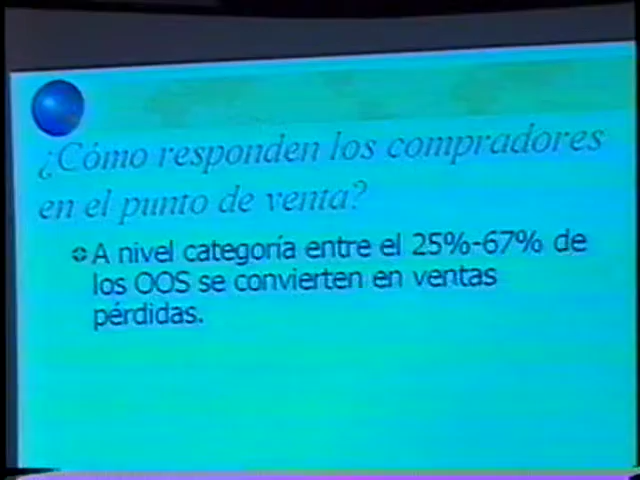 ¿Cómo responden los compradores
en el punto de venta?
A nivel categoría entre el 25%-67% de
los OOS se convierten en ventas
pérdidas.